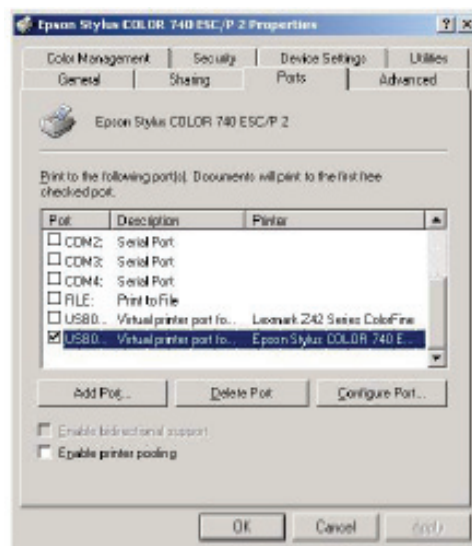 Epson Stylus COLOR 740 ESC/P 2 Properties
Color Management Security Device Settings Utilities
General Sharing Ports Advanced
Epson Stylus COLOR 740 ESC/P 2
Print to the following port(s). Documents will print to the first free
checked port.
Port Description Printer
COM2: Serial Port
COM3: Serial Port
COM4: Serial Port
FILE: Print to File
USB0... Virtual printer port fo... Lexmark Z42 Series ColorFine
USB0... Virtual printer port fo... Epson Stylus COLOR 740 E...
Add Port... Delete Port Configure Port...
Enable bidirectional support
Enable printer pooling
OK Cancel Apply